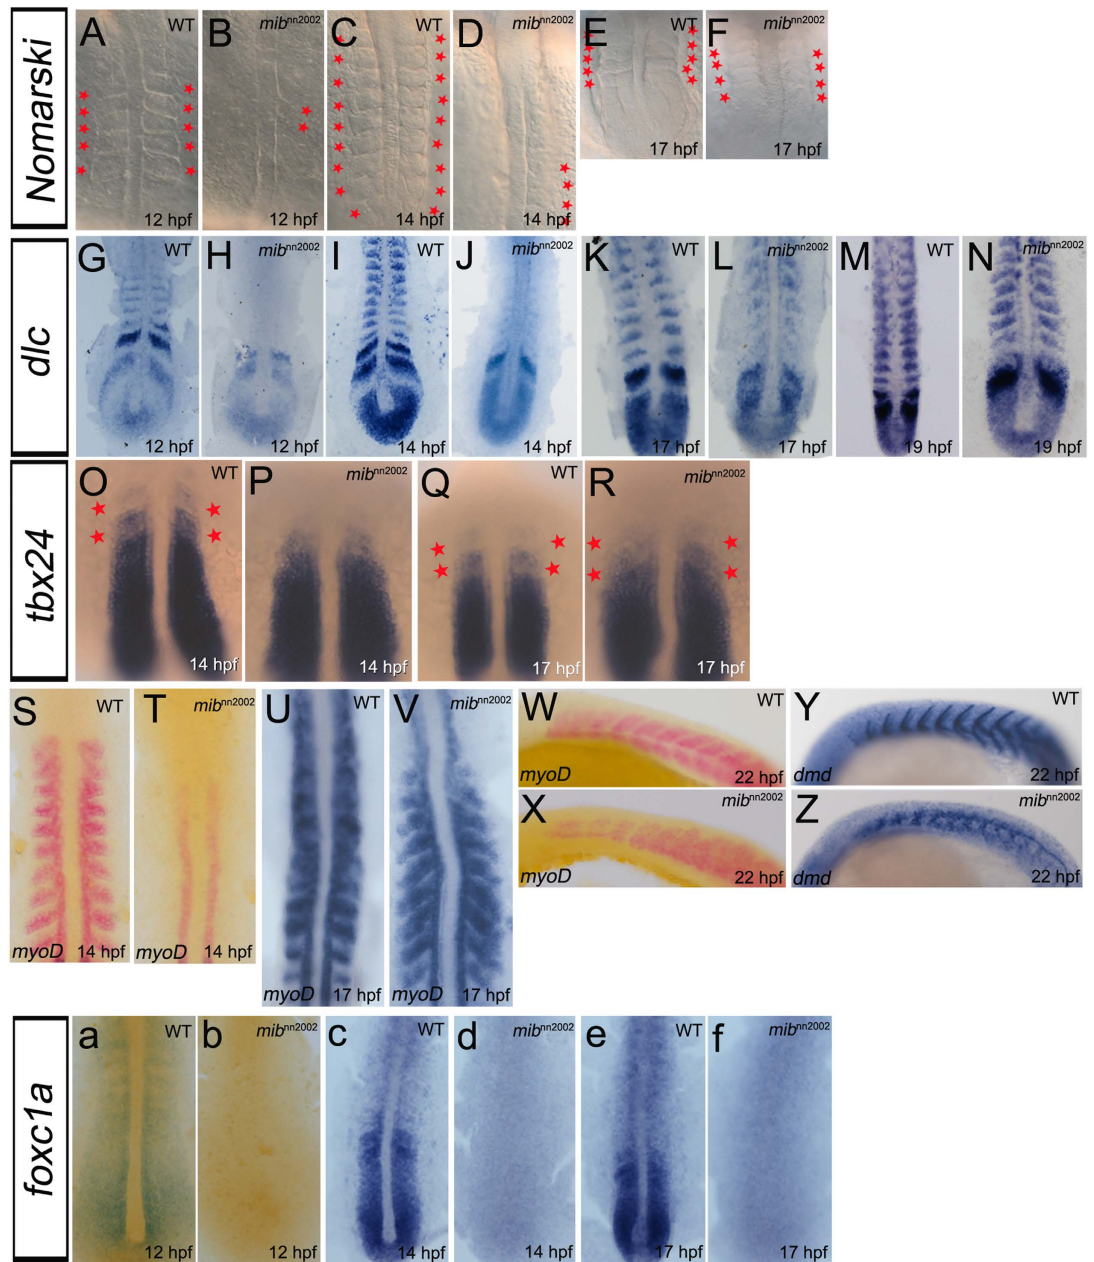 Nomarski
A WT
12 hpf
B mibnn2002
12 hpf
C WT
14 hpf
D mibnn2002
14 hpf
E WT
17 hpf
F mibnn2002
17 hpf
dlc
G WT
12 hpf
H mibnn2002
12 hpf
I WT
14 hpf
J mibnn2002
14 hpf
K WT
17 hpf
L mibnn2002
17 hpf
M WT
19 hpf
N mibnn2002
19 hpf
tbx24
O WT
14 hpf
P mibnn2002
14 hpf
Q WT
17 hpf
R mibnn2002
17 hpf
S WT
myoD 14 hpf
T mibnn2002
myoD 14 hpf
U WT
myoD 17 hpf
V mibnn2002
myoD 17 hpf
W WT
myoD 22 hpf
X mibnn2002
myoD 22 hpf
Y WT
dmd 22 hpf
Z mibnn2002
dmd 22 hpf
foxc1a
a WT
12 hpf
b mibnn2002
12 hpf
c WT
14 hpf
d mibnn2002
14 hpf
e WT
17 hpf
f mibnn2002
17 hpf